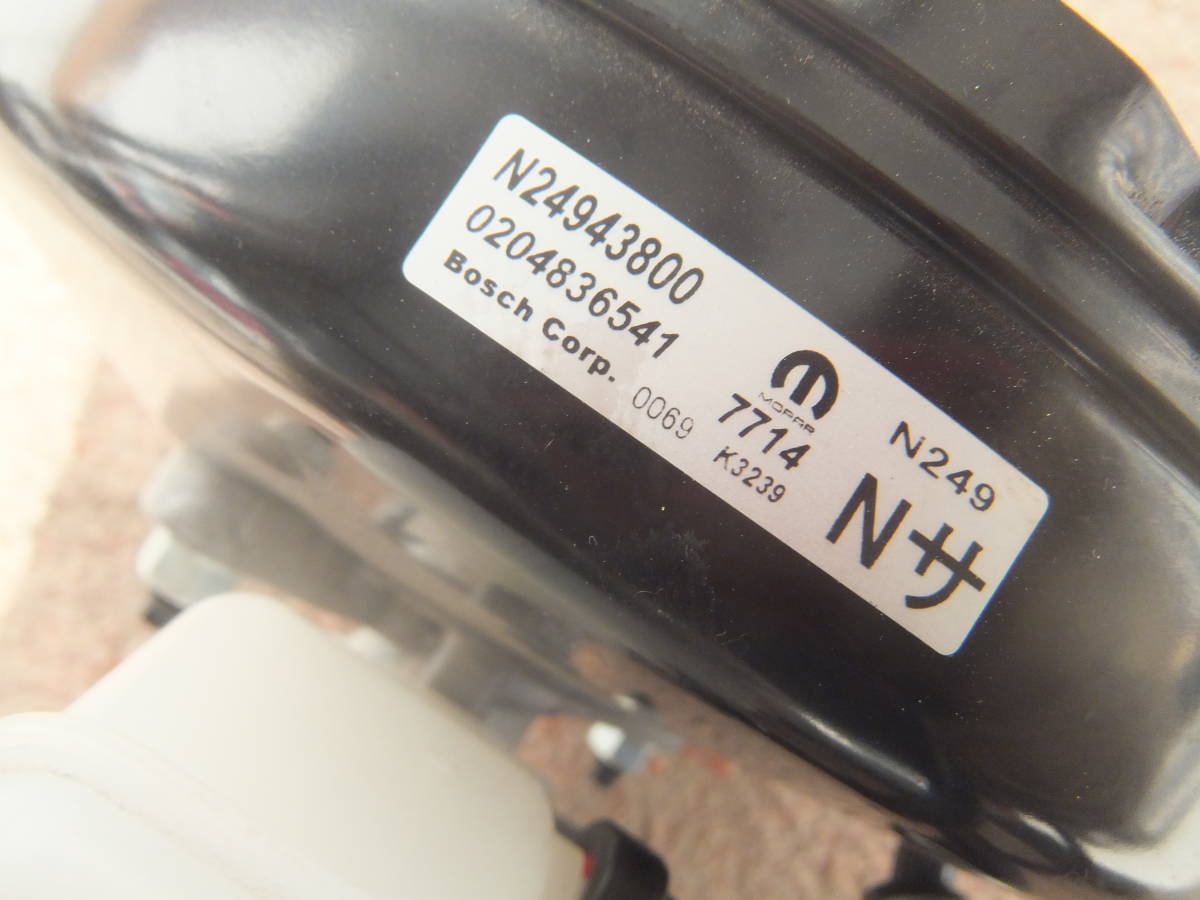 N24943800
0204836541
Bosch Corp.
0069
MOPAR
7714
K3239
N249
Nサ